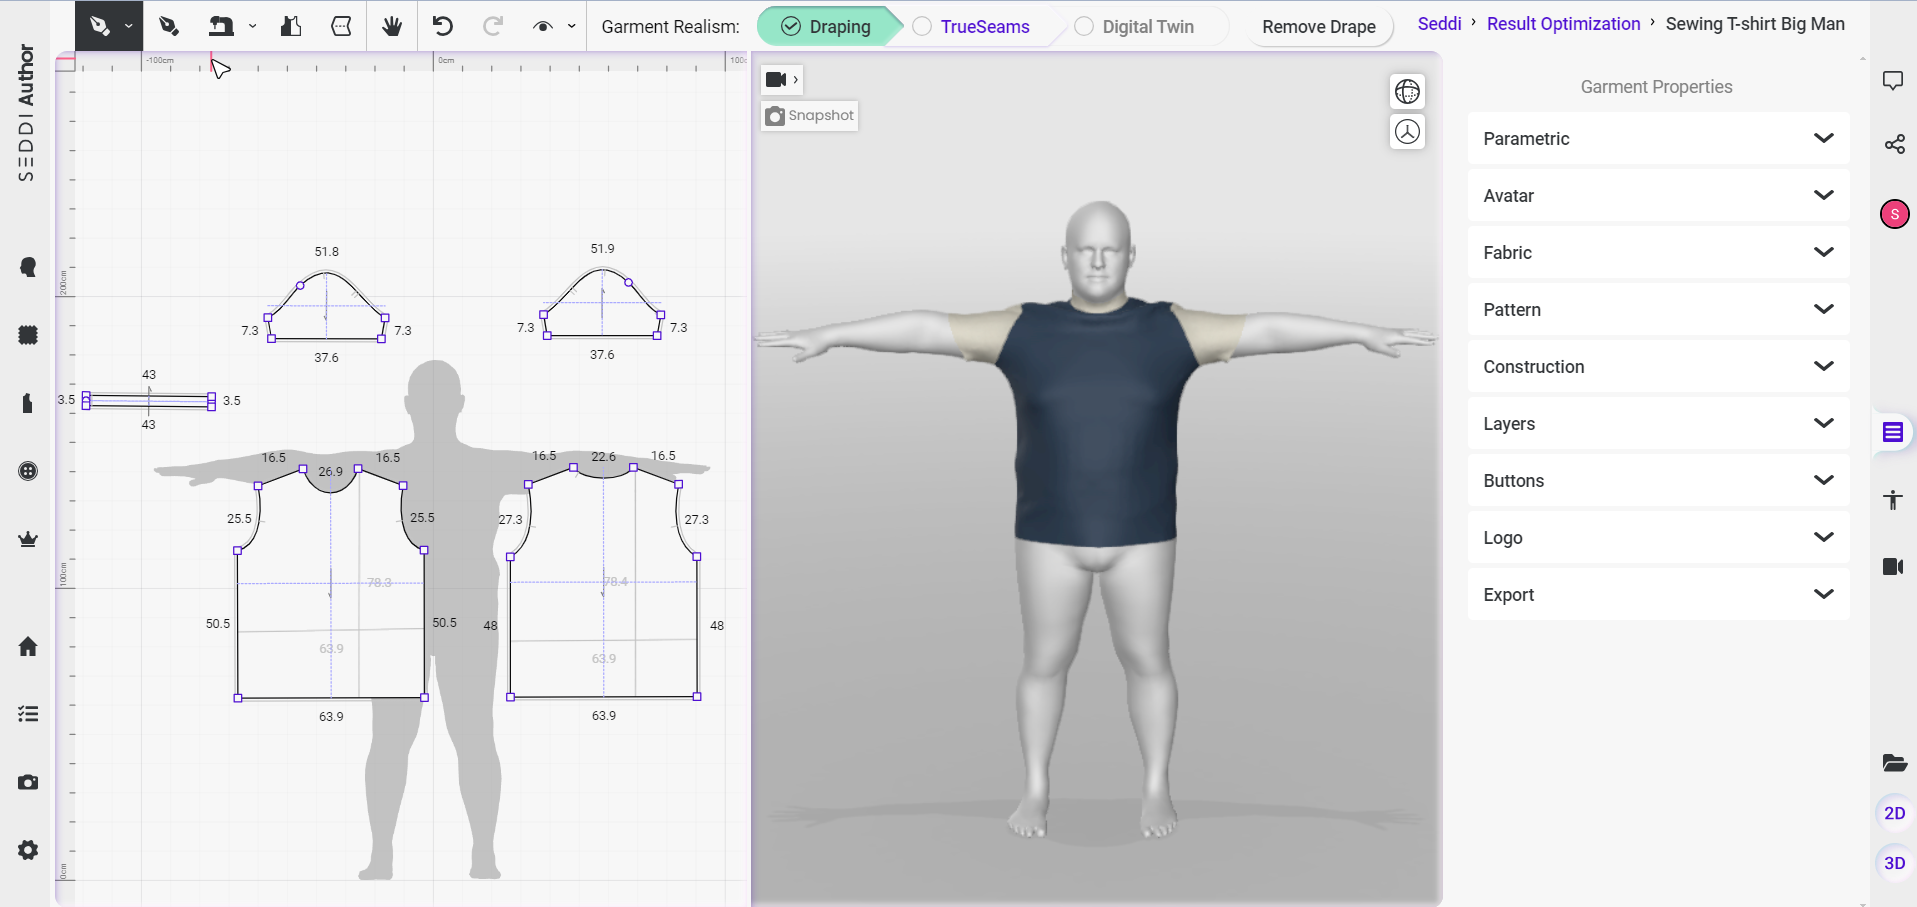 SEDDI Author
Garment Realism:
Draping
TrueSeams
Digital Twin
Remove Drape
Seddi › Result Optimization › Sewing T-shirt Big Man
-100cm
0cm
100c
200cm
100cm
0cm
51.8
7.3
7.3
37.6
51.9
7.3
7.3
37.6
43
3.5
3.5
43
16.5
26.9
16.5
25.5
25.5
78.3
50.5
50.5
63.9
63.9
16.5
22.6
16.5
27.3
27.3
78.4
48
48
63.9
63.9
Snapshot
Garment Properties
Parametric
Avatar
Fabric
Pattern
Construction
Layers
Buttons
Logo
Export
S
2D
3D